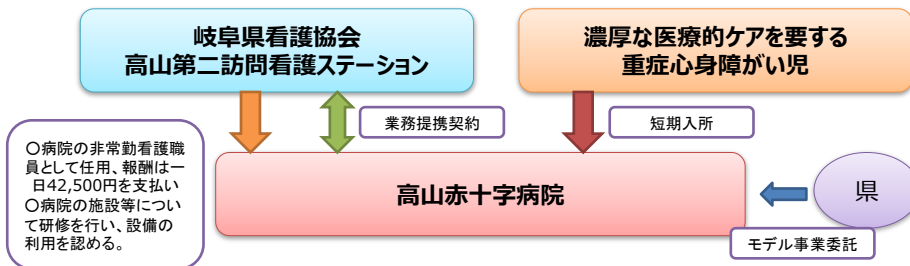 岐阜県看護協会
高山第二訪問看護ステーション
濃厚な医療的ケアを要する
重症心身障がい児
業務提携契約
短期入所
〇病院の非常勤看護職
員として任用、報酬は一
日42,500円を支払い
〇病院の施設等につい
て研修を行い、設備の
利用を認める。
高山赤十字病院
県
モデル事業委託